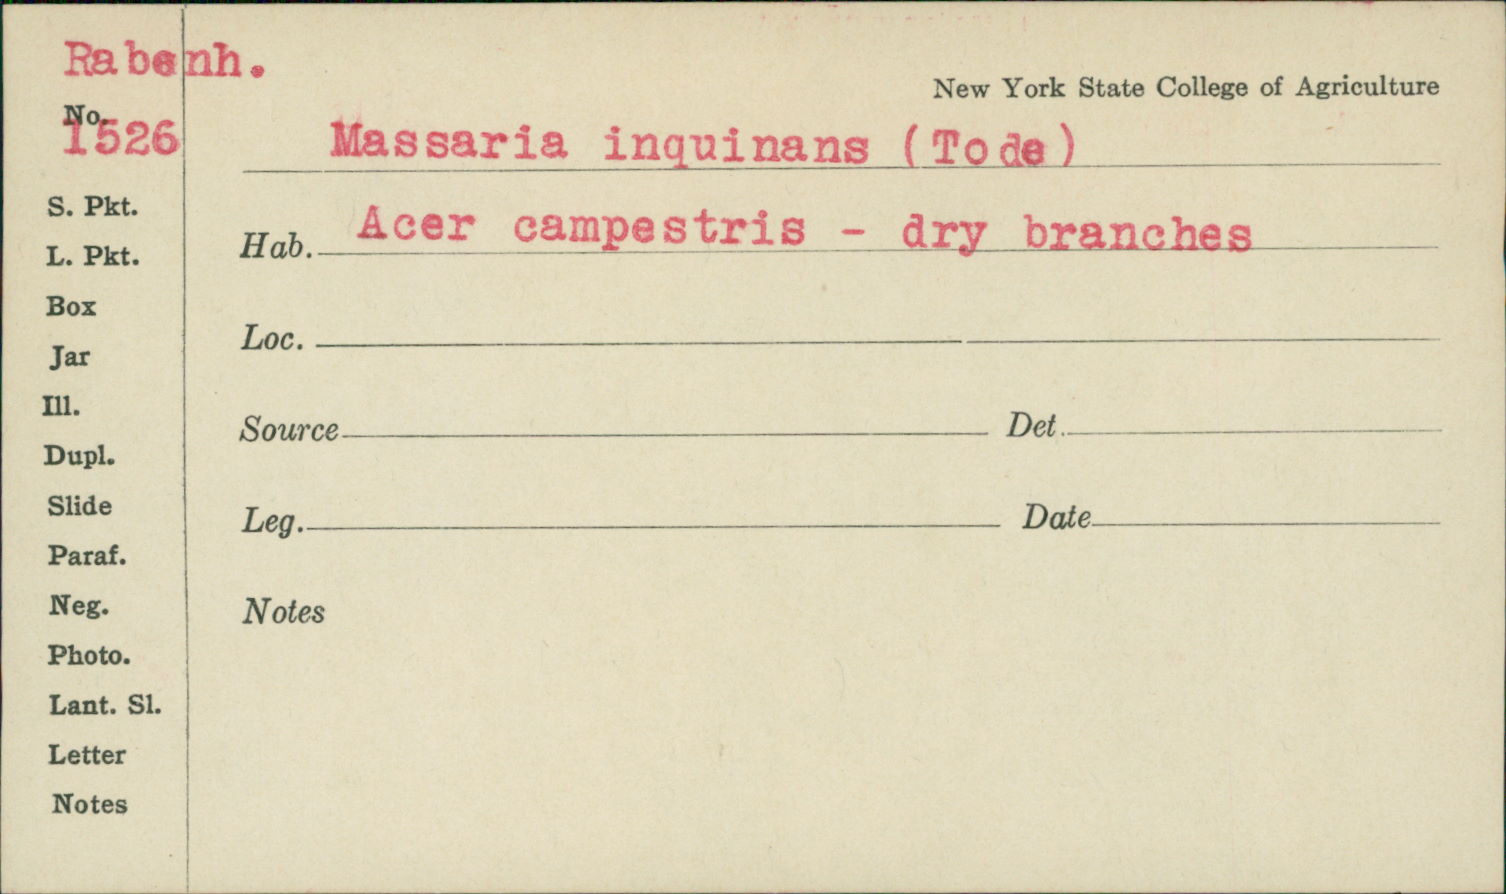 Rabenh.
New York State College of Agriculture
No.
1526
Massaria inquinans (Tode)
S. Pkt.
Hab. Acer campestris - dry branches
L. Pkt.
Box
Loc.
Jar
Ill.
Source Det.
Dupl.
Slide
Leg. Date
Paraf.
Neg.
Notes
Photo.
Lant. Sl.
Letter
Notes